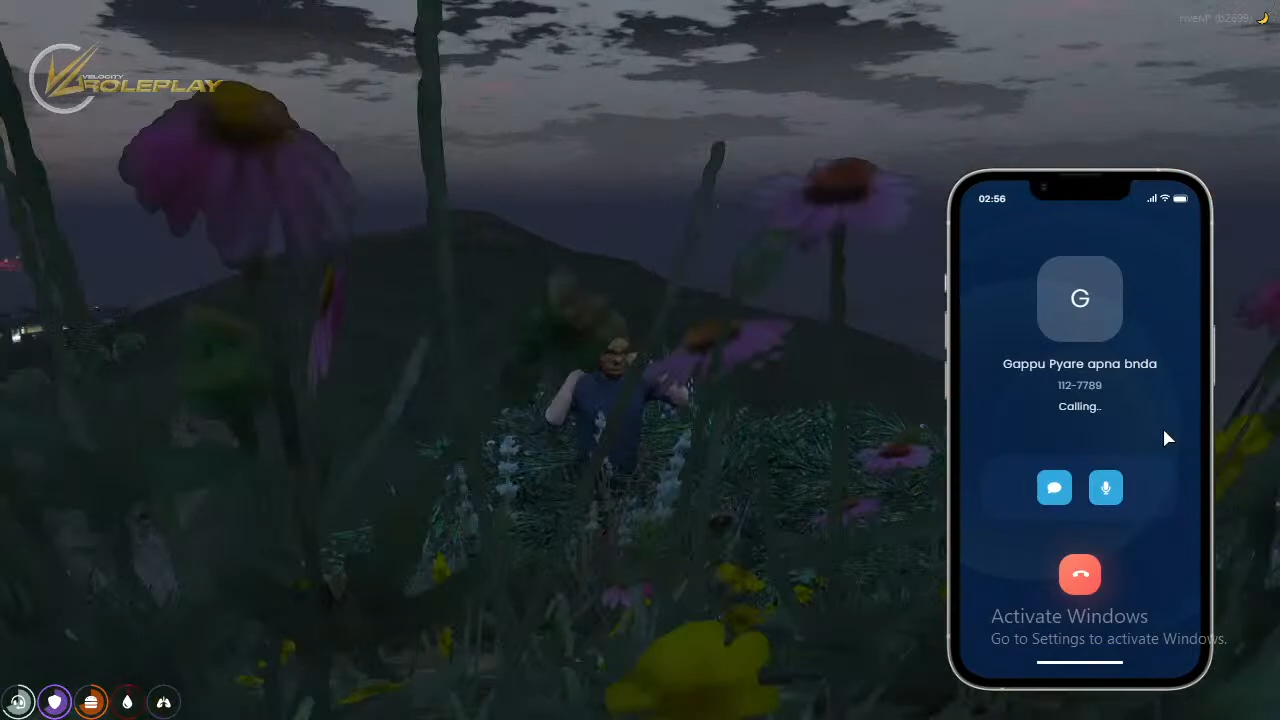 VELOCITY
ROLEPLAY
(b2699)
02:56
G
Gappu Pyare apna bnda
112-7789
Calling..
Activate Windows
Go to Settings to activate Windows.